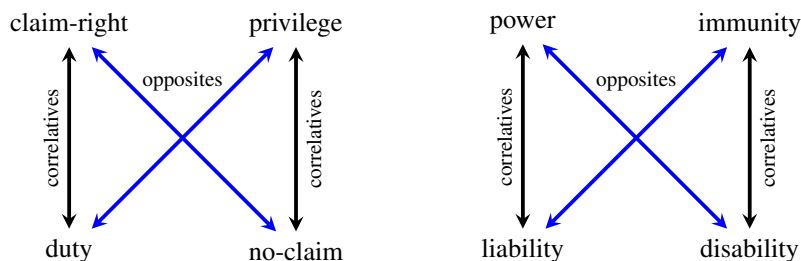 claim-right privilege
opposites
correlatives correlatives
duty no-claim
power immunity
opposites
correlatives correlatives
liability disability